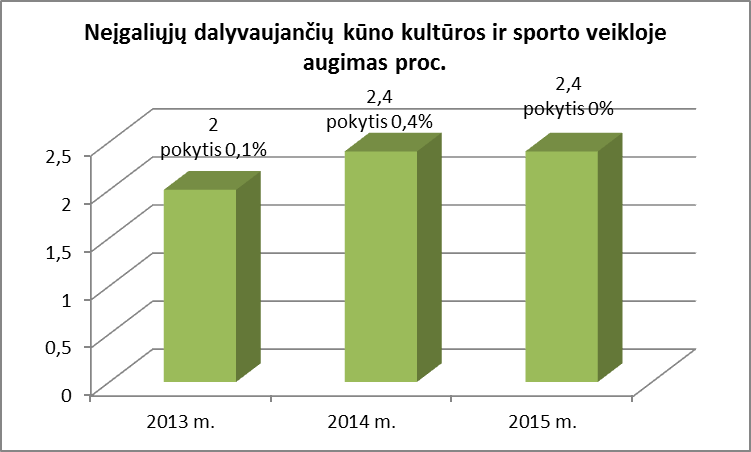 Neįgaliųjų dalyvaujančių kūno kultūros ir sporto veikloje
augimas proc.
2
pokytis 0,1%
2,4
pokytis 0,4%
2,4
pokytis 0%
2,5
2
1,5
1
0,5
0
2013 m.
2014 m.
2015 m.